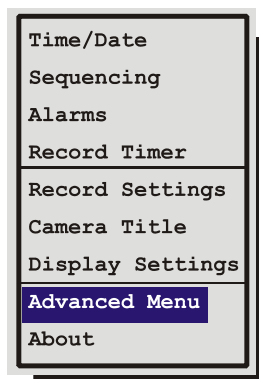 Time/Date
Sequencing
Alarms
Record Timer
Record Settings
Camera Title
Display Settings
Advanced Menu
About